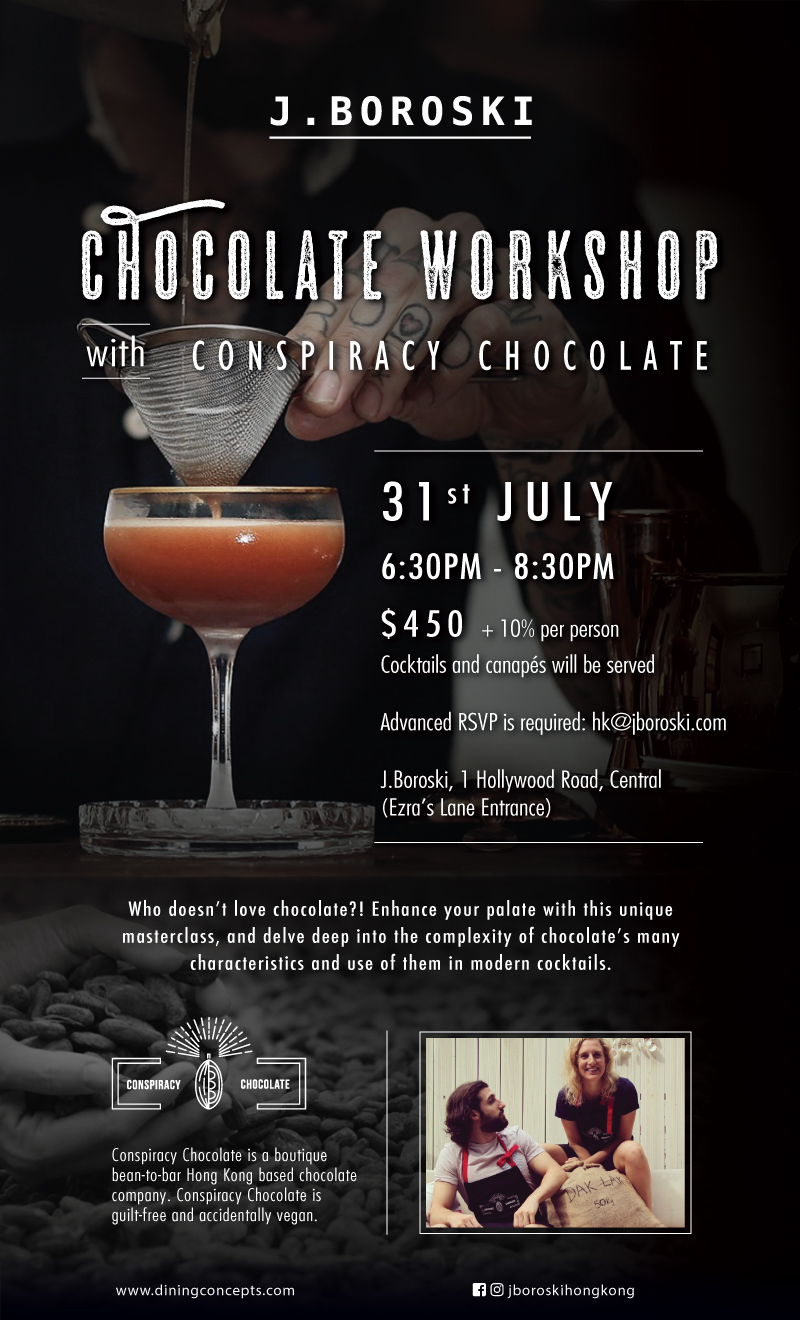 J.BOROSKI
CHOCOLATE WORKSHOP
with CONSPIRACY CHOCOLATE
31st JULY
6:30PM - 8:30PM
$450 + 10% per person
Cocktails and canapés will be served
Advanced RSVP is required: hk@jboroski.com
J.Boroski, 1 Hollywood Road, Central
(Ezra's Lane Entrance)
Who doesn't love chocolate?! Enhance your palate with this unique
masterclass, and delve deep into the complexity of chocolate's many
characteristics and use of them in modern cocktails.
CONSPIRACY CHOCOLATE
Conspiracy Chocolate is a boutique
bean-to-bar Hong Kong based chocolate
company. Conspiracy Chocolate is
guilt-free and accidentally vegan.
DAK LAK
50KG
www.diningconcepts.com
jboroskihongkong